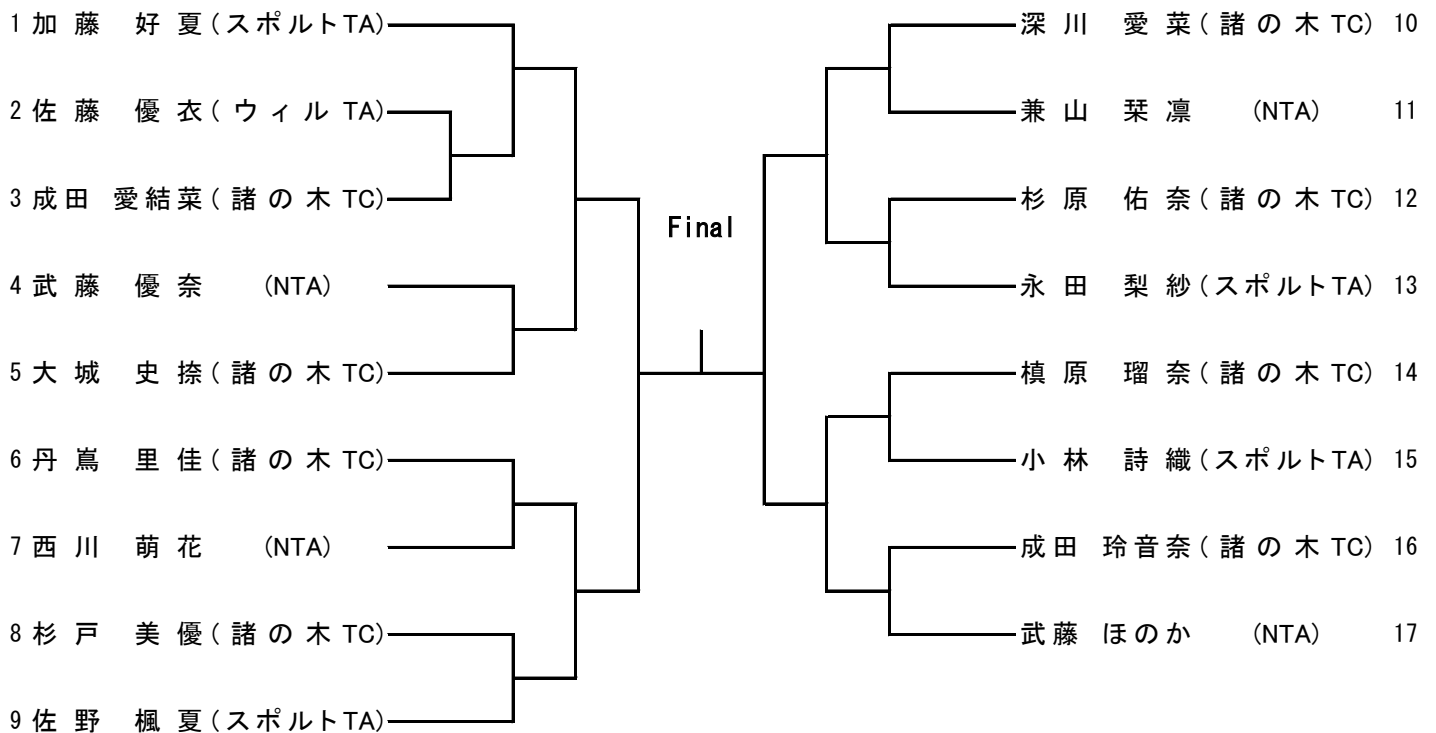 1 加藤 好夏(スポルトTA)
2 佐藤 優衣(ウィルTA)
3 成田 愛結菜(諸の木TC)
4 武藤 優奈 (NTA)
5 大城 史捺(諸の木TC)
6 丹嶌 里佳(諸の木TC)
7 西川 萌花 (NTA)
8 杉戸 美優(諸の木TC)
9 佐野 楓夏(スポルトTA)
Final
深川 愛菜(諸の木TC) 10
兼山 栞凛 (NTA) 11
杉原 佑奈(諸の木TC) 12
永田 梨紗(スポルトTA) 13
槙原 瑠奈(諸の木TC) 14
小林 詩織(スポルトTA) 15
成田 玲音奈(諸の木TC) 16
武藤 ほのか (NTA) 17